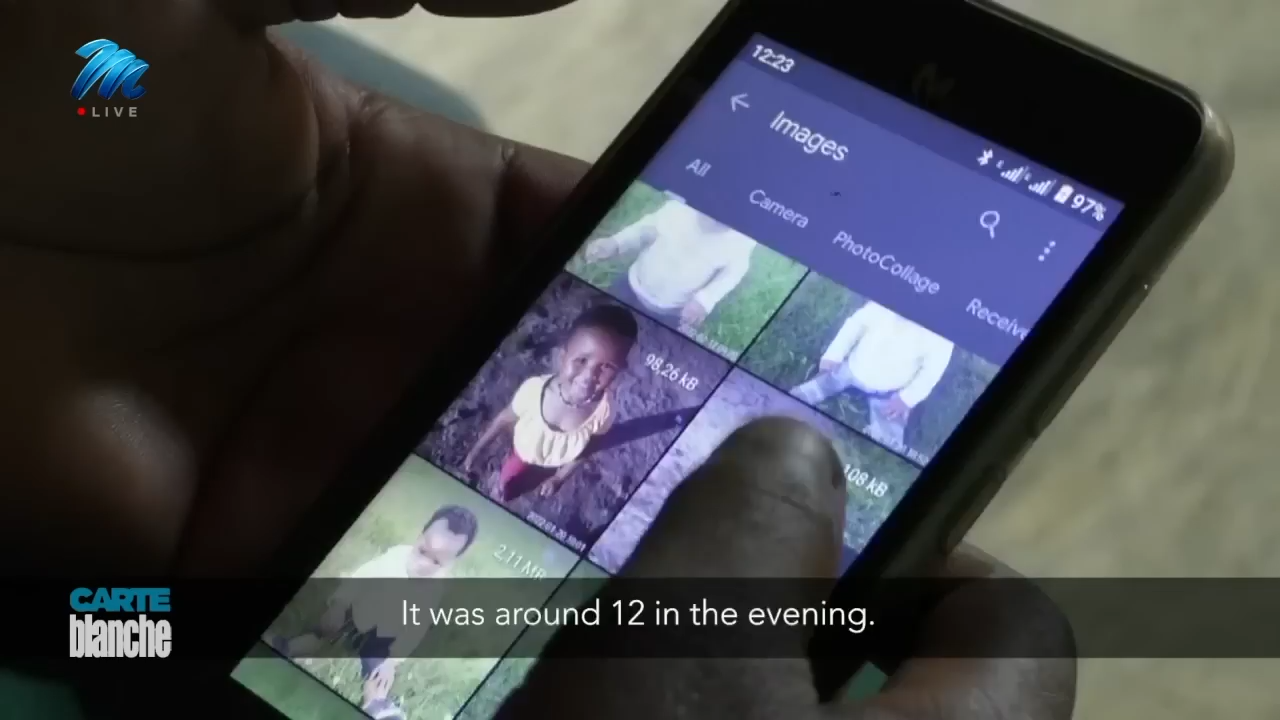 LIVE
12:23
97%
Images
All
Camera
PhotoCollage
98,26 kB
108 kB
2,11 MB
It was around 12 in the evening.
CARTE
blanche